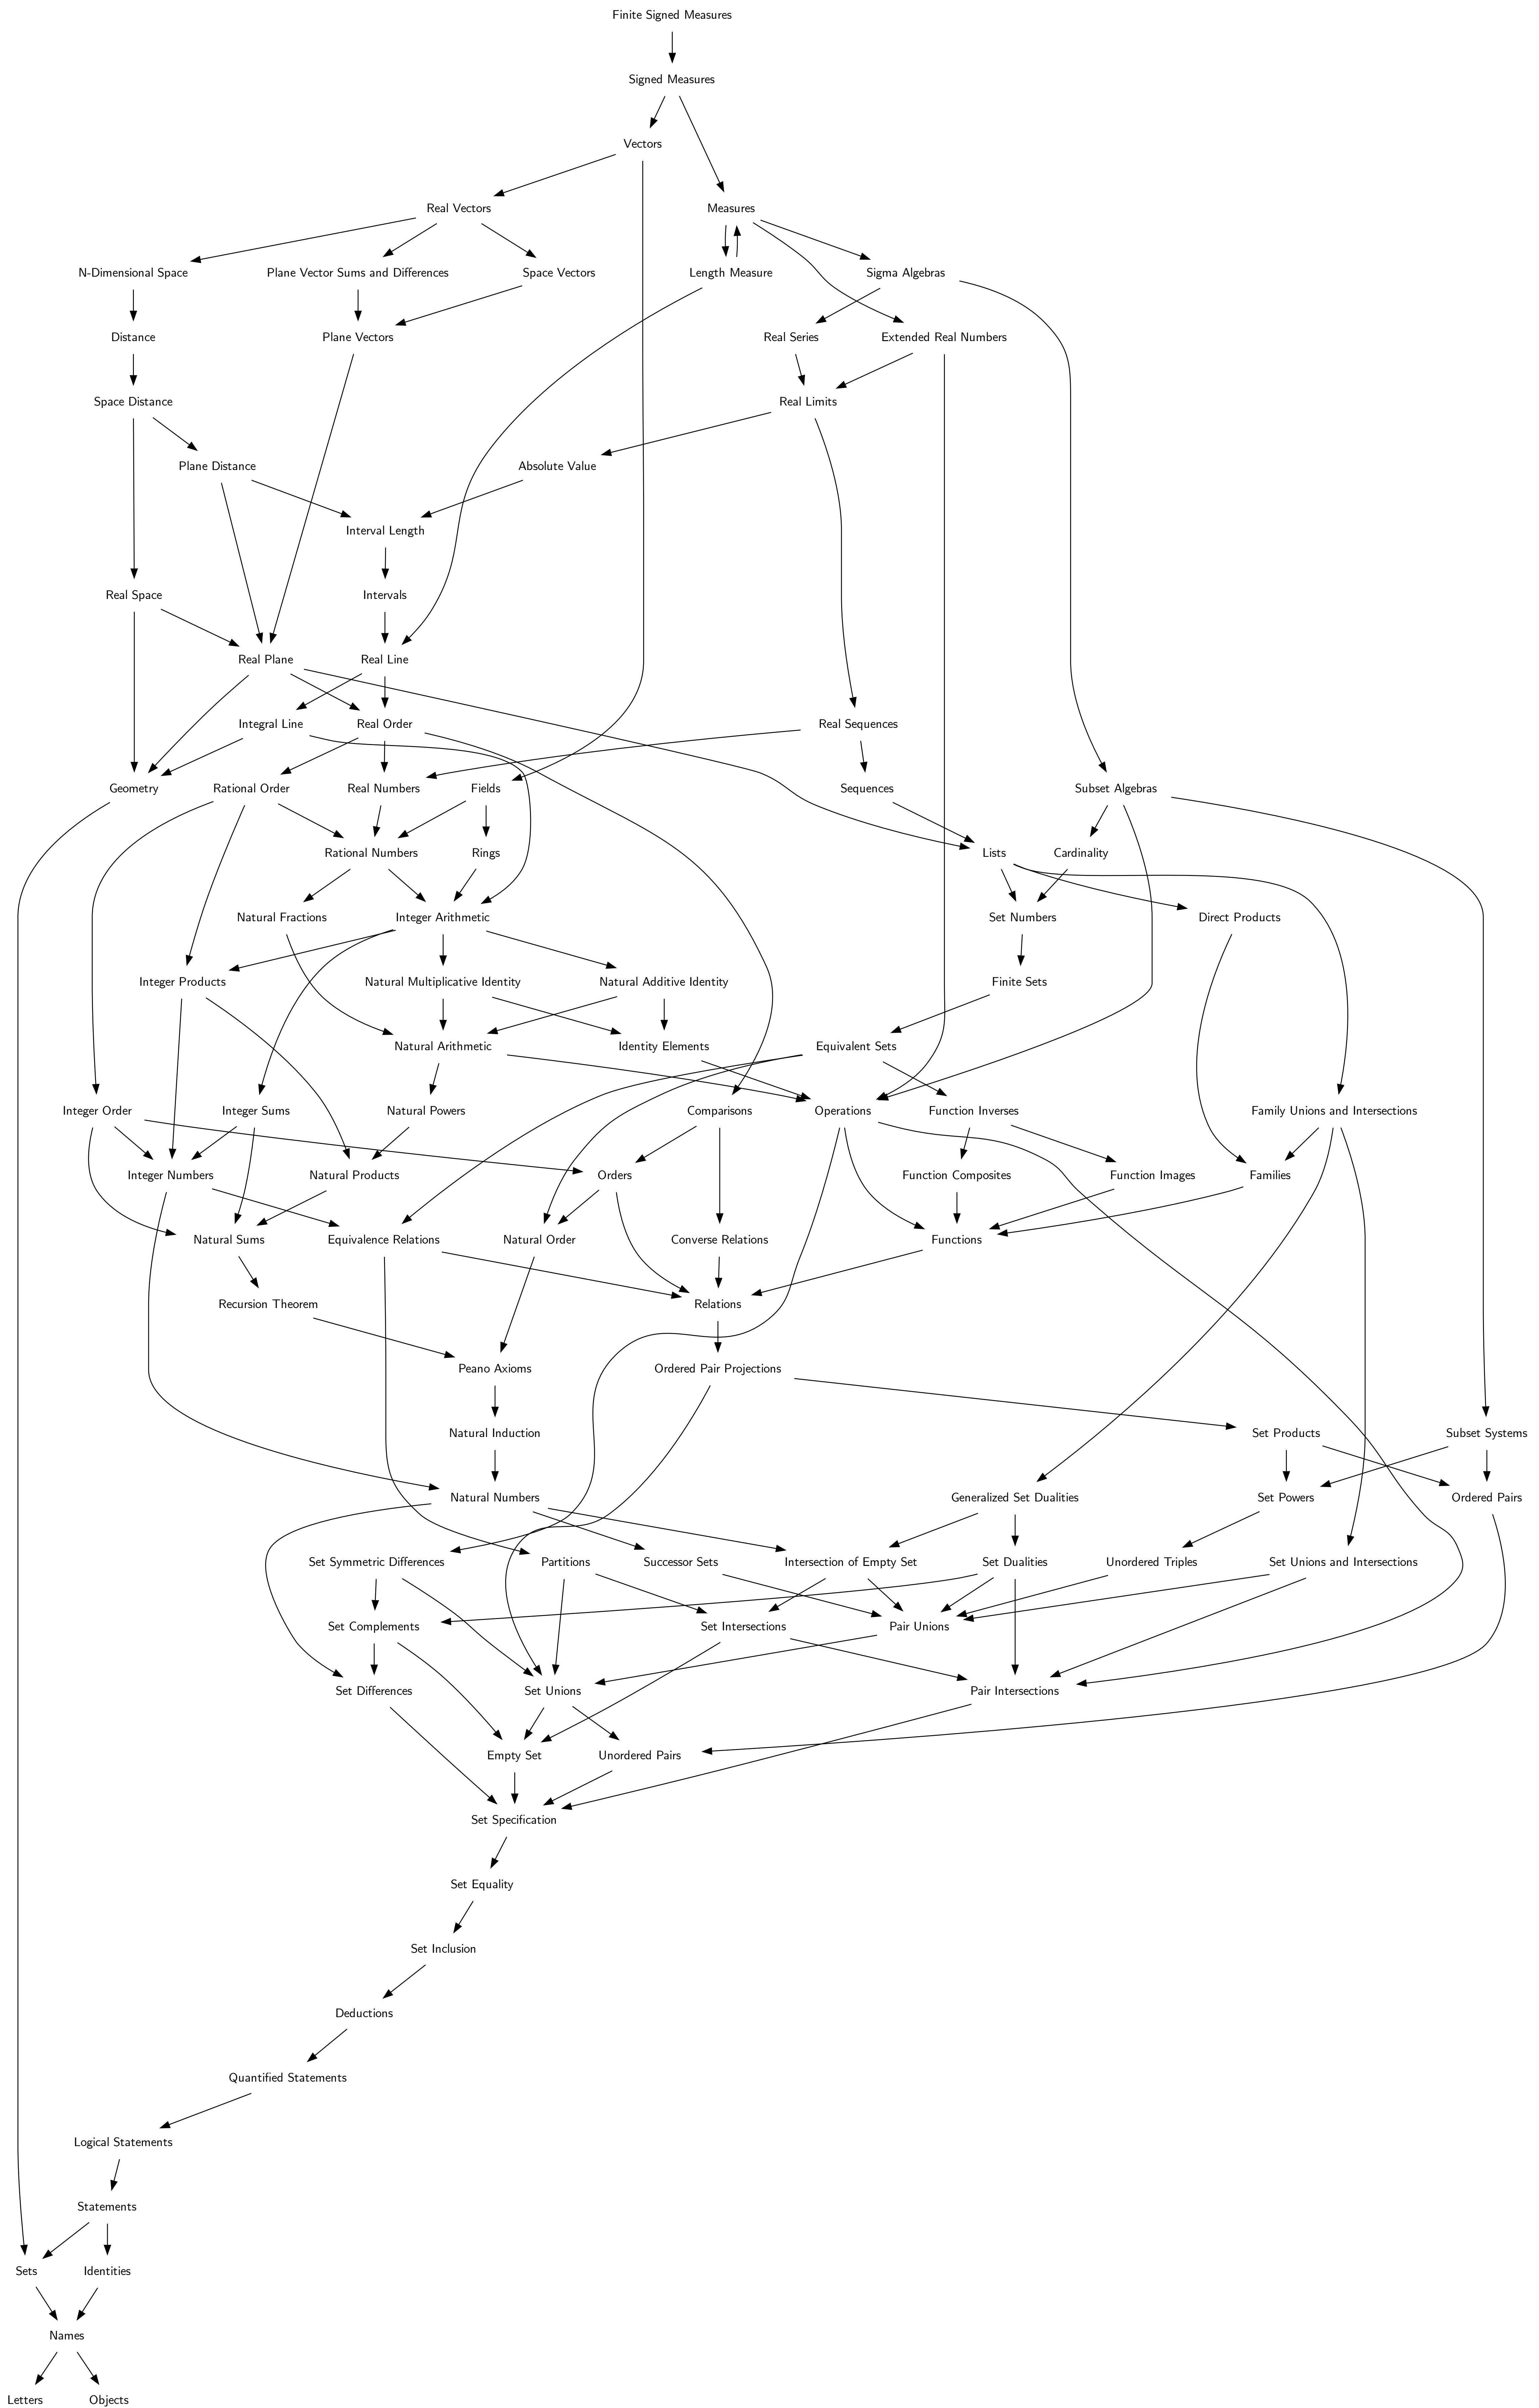 Finite Signed Measures
Signed Measures
Vectors
Real Vectors
Measures
N-Dimensional Space
Plane Vector Sums and Differences
Space Vectors
Length Measure
Sigma Algebras
Distance
Plane Vectors
Real Series
Extended Real Numbers
Space Distance
Real Limits
Plane Distance
Absolute Value
Interval Length
Real Space
Intervals
Real Plane
Real Line
Integral Line
Real Order
Real Sequences
Geometry
Rational Order
Real Numbers
Fields
Sequences
Subset Algebras
Rational Numbers
Rings
Lists
Cardinality
Natural Fractions
Integer Arithmetic
Set Numbers
Direct Products
Integer Products
Natural Multiplicative Identity
Natural Additive Identity
Finite Sets
Natural Arithmetic
Identity Elements
Equivalent Sets
Integer Order
Integer Sums
Natural Powers
Comparisons
Operations
Function Inverses
Family Unions and Intersections
Integer Numbers
Natural Products
Orders
Function Composites
Function Images
Families
Natural Sums
Equivalence Relations
Natural Order
Converse Relations
Functions
Recursion Theorem
Relations
Peano Axioms
Ordered Pair Projections
Natural Induction
Set Products
Subset Systems
Natural Numbers
Generalized Set Dualities
Set Powers
Ordered Pairs
Set Symmetric Differences
Partitions
Successor Sets
Intersection of Empty Set
Set Dualities
Unordered Triples
Set Unions and Intersections
Set Complements
Set Intersections
Pair Unions
Set Differences
Set Unions
Pair Intersections
Empty Set
Unordered Pairs
Set Specification
Set Equality
Set Inclusion
Deductions
Quantified Statements
Logical Statements
Statements
Sets
Identities
Names
Letters
Objects